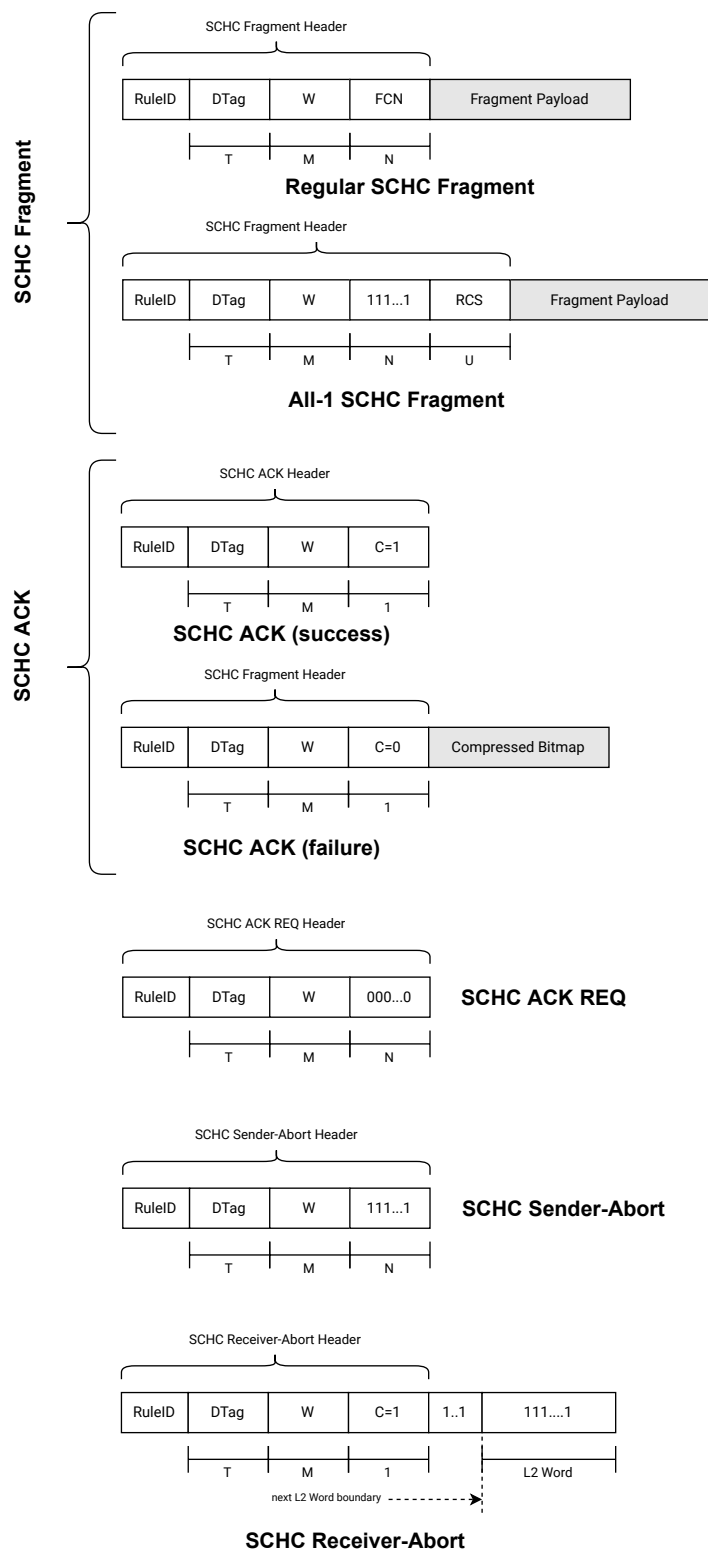 SCHC Fragment
SCHC Fragment Header
RuleID DTag W FCN Fragment Payload
T M N
Regular SCHC Fragment
SCHC Fragment Header
RuleID DTag W 111...1 RCS Fragment Payload
T M N U
All-1 SCHC Fragment
SCHC ACK
SCHC ACK Header
RuleID DTag W C=1
T M 1
SCHC ACK (success)
SCHC Fragment Header
RuleID DTag W C=0 Compressed Bitmap
T M 1
SCHC ACK (failure)
SCHC ACK REQ Header
RuleID DTag W 000...0 SCHC ACK REQ
T M N
SCHC Sender-Abort Header
RuleID DTag W 111...1 SCHC Sender-Abort
T M N
SCHC Receiver-Abort Header
RuleID DTag W C=1 1..1 111....1
T M 1 L2 Word
next L2 Word boundary
SCHC Receiver-Abort